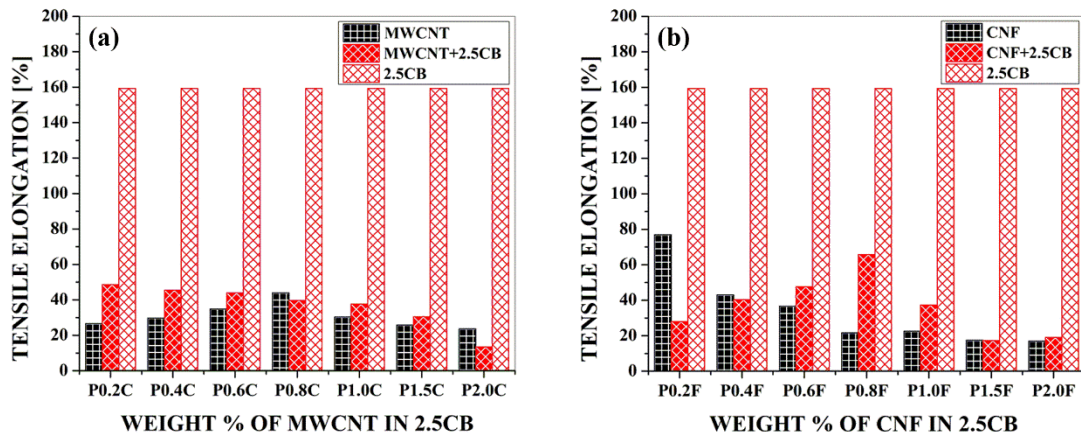 (a)
MWCNT
MWCNT+2.5CB
2.5CB
TENSILE ELONGATION [%]
200
180
160
140
120
100
80
60
40
20
0
P0.2C P0.4C P0.6C P0.8C P1.0C P1.5C P2.0C
WEIGHT % OF MWCNT IN 2.5CB
(b)
CNF
CNF+2.5CB
2.5CB
TENSILE ELONGATION [%]
200
180
160
140
120
100
80
60
40
20
0
P0.2F P0.4F P0.6F P0.8F P1.0F P1.5F P2.0F
WEIGHT % OF CNF IN 2.5CB